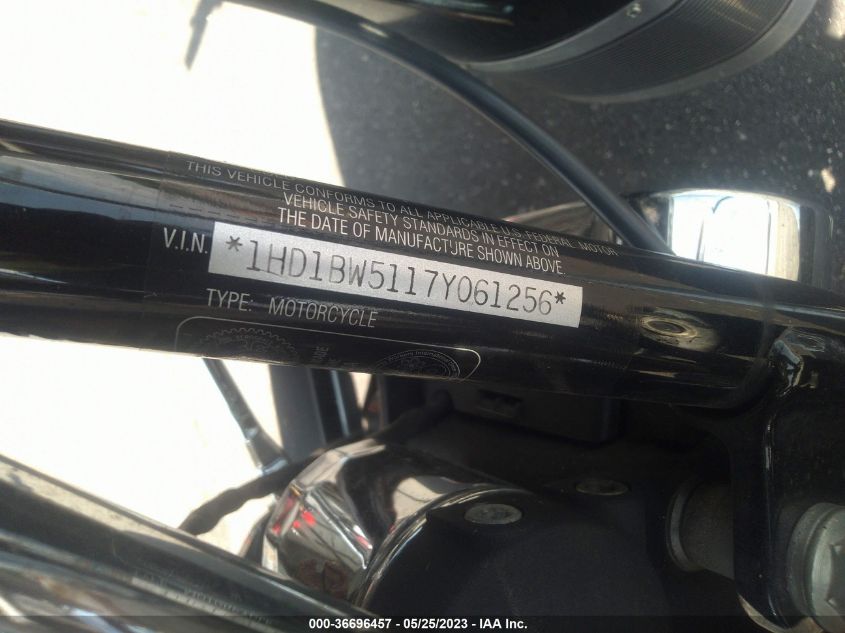 THIS VEHICLE CONFORMS TO ALL APPLICABLE U.S. FEDERAL MOTOR
VEHICLE SAFETY STANDARDS IN EFFECT ON
THE DATE OF MANUFACTURE SHOWN ABOVE.
V.I.N. *1HD1BW5117Y061256*
TYPE: MOTORCYCLE
000-36696457 - 05/25/2023 - IAA Inc.